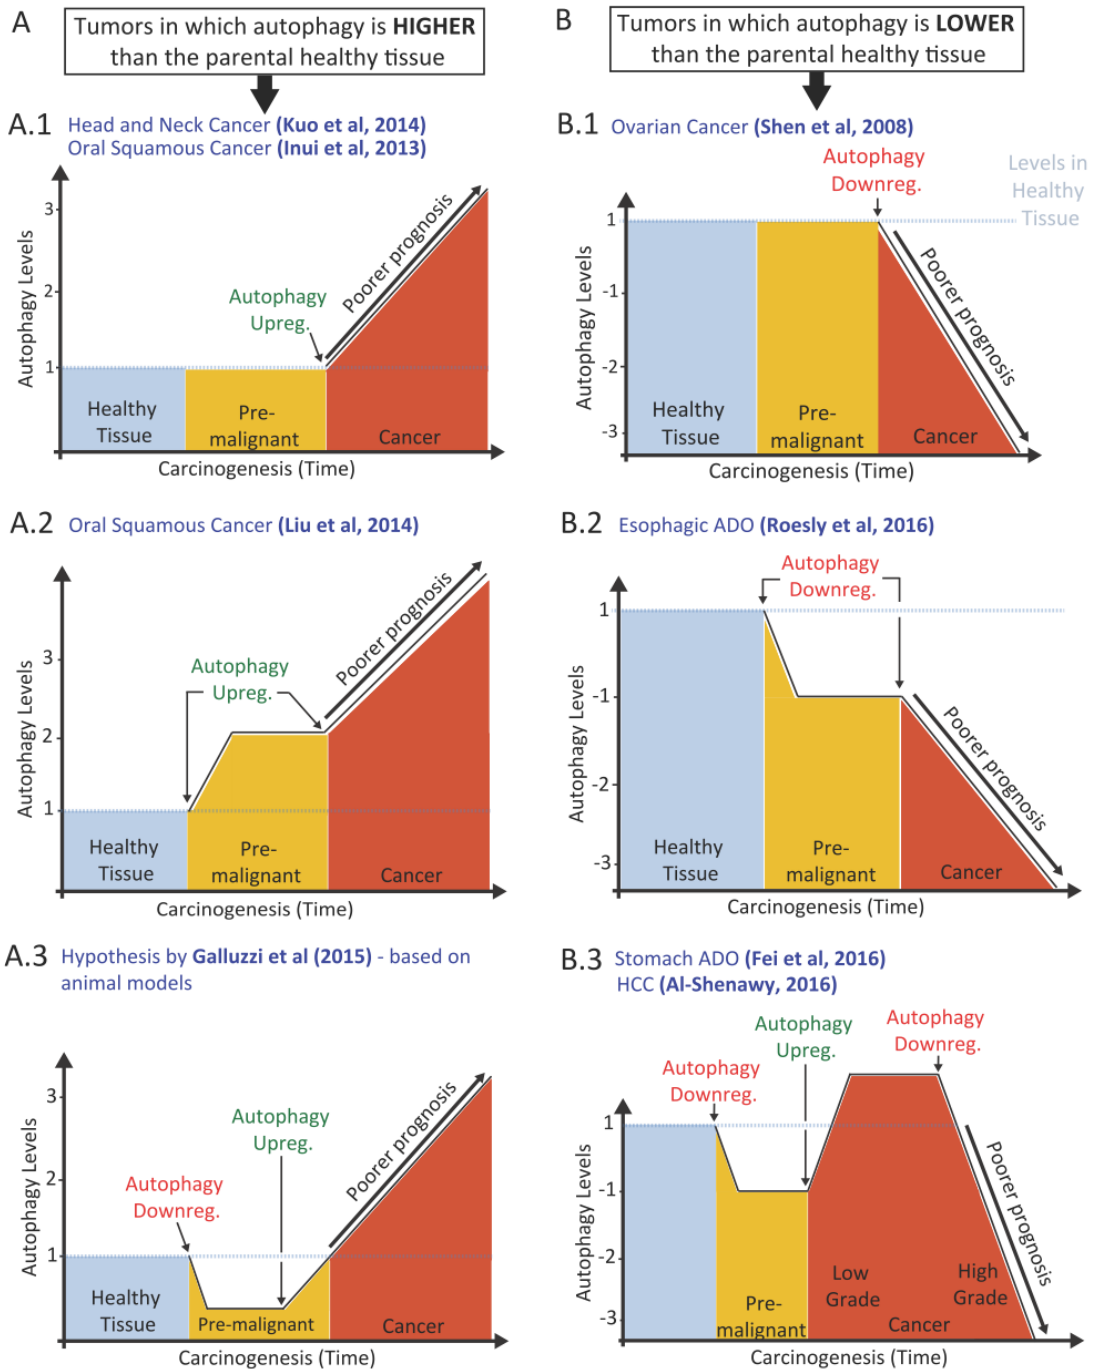 A
Tumors in which autophagy is HIGHER
than the parental healthy tissue
A.1
Head and Neck Cancer (Kuo et al, 2014)
Oral Squamous Cancer (Inui et al, 2013)
Autophagy Levels
3
2
1
Autophagy
Upreg.
Poorer prognosis
Healthy
Tissue
Pre-
malignant
Cancer
Carcinogenesis (Time)
A.2
Oral Squamous Cancer (Liu et al, 2014)
Autophagy Levels
3
2
1
Autophagy
Upreg.
Poorer prognosis
Healthy
Tissue
Pre-
malignant
Cancer
Carcinogenesis (Time)
A.3
Hypothesis by Galluzzi et al (2015) - based on
animal models
Autophagy Levels
3
2
1
Autophagy
Downreg.
Autophagy
Upreg.
Poorer prognosis
Healthy
Tissue
Pre-malignant
Cancer
Carcinogenesis (Time)
B
Tumors in which autophagy is LOWER
than the parental healthy tissue
B.1
Ovarian Cancer (Shen et al, 2008)
Autophagy
Downreg.
Levels in
Healthy
Tissue
Autophagy Levels
1
-1
-2
-3
Poorer prognosis
Healthy
Tissue
Pre-
malignant
Cancer
Carcinogenesis (Time)
B.2
Esophagic ADO (Roesly et al, 2016)
Autophagy
Downreg.
Autophagy Levels
1
-1
-2
-3
Poorer prognosis
Healthy
Tissue
Pre-
malignant
Cancer
Carcinogenesis (Time)
B.3
Stomach ADO (Fei et al, 2016)
HCC (Al-Shenawy, 2016)
Autophagy
Downreg.
Autophagy
Upreg.
Autophagy
Downreg.
Autophagy Levels
1
-1
-2
-3
Poorer prognosis
Low
Grade
High
Grade
Pre-
malignant
Cancer
Carcinogenesis (Time)